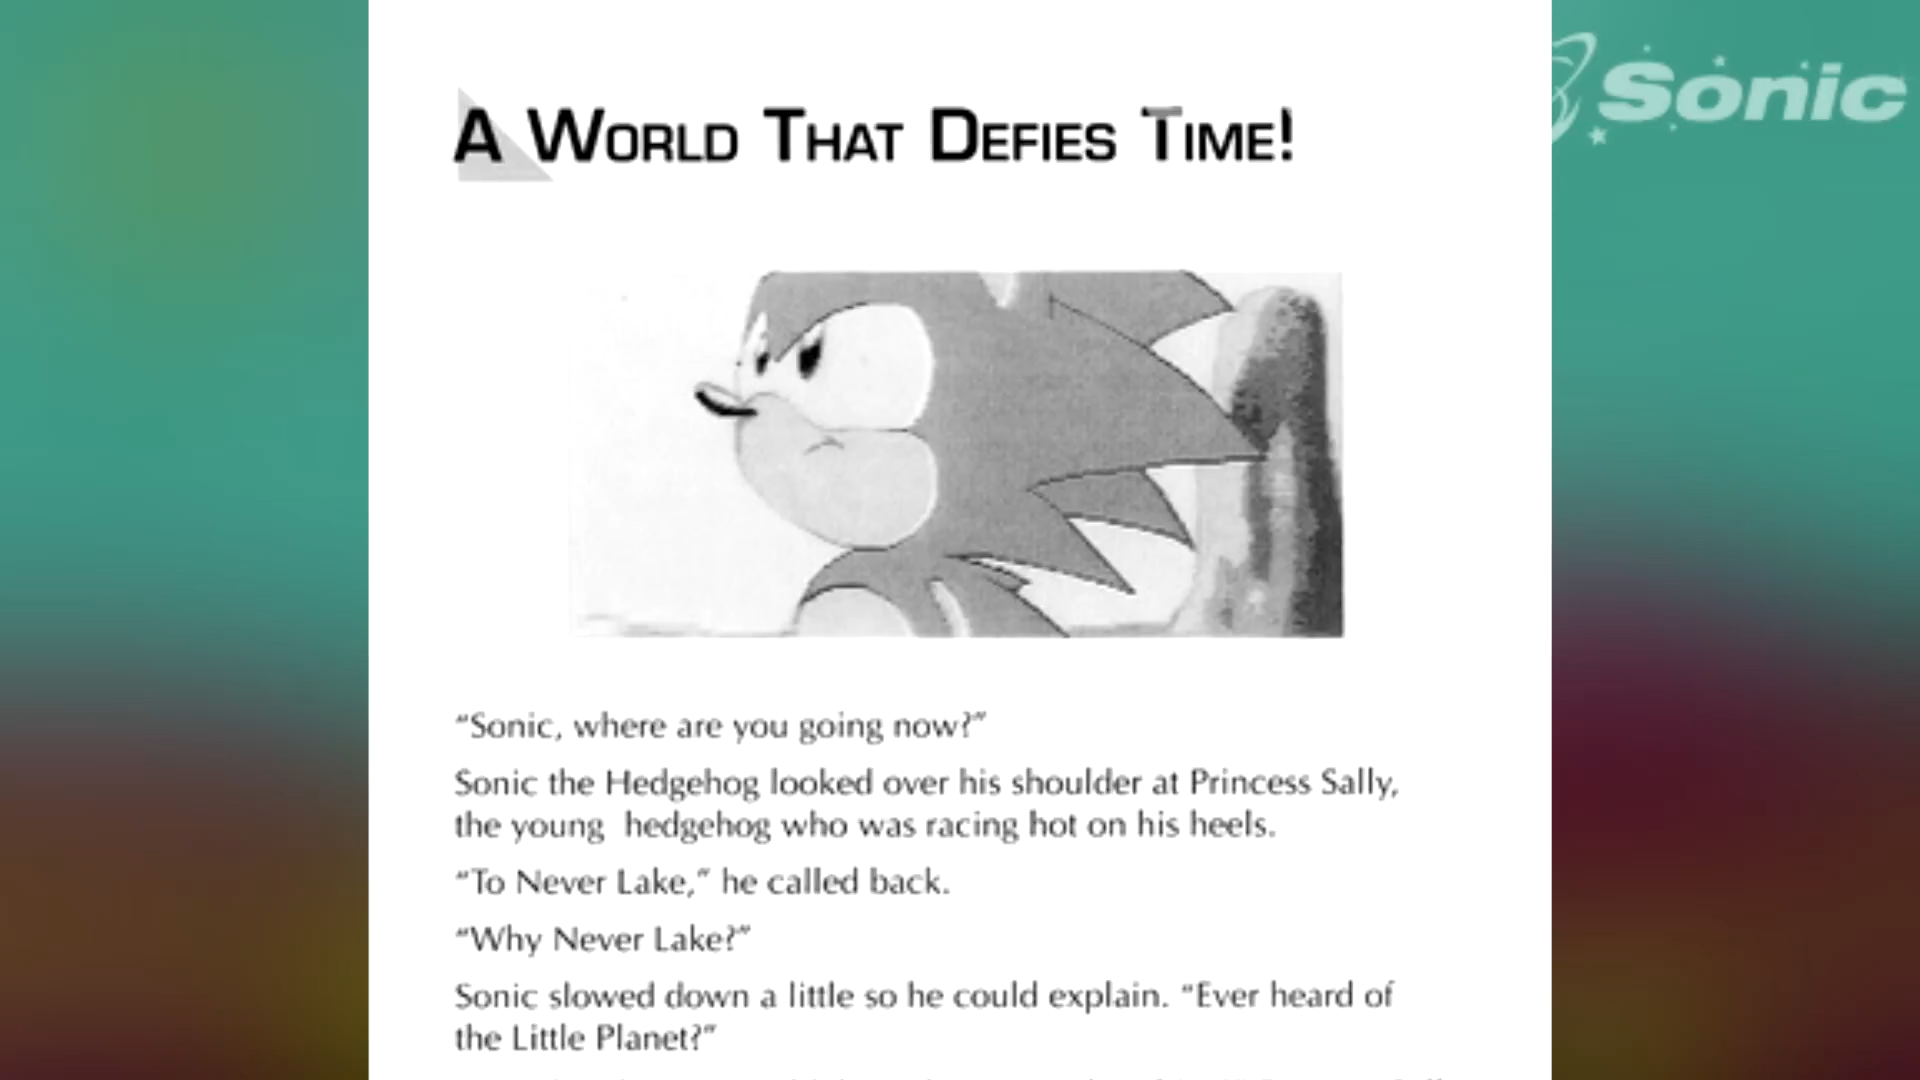 Sonic
A WORLD THAT DEFIES TIME!
“Sonic, where are you going now?”
Sonic the Hedgehog looked over his shoulder at Princess Sally,
the young hedgehog who was racing hot on his heels.
“To Never Lake,” he called back.
“Why Never Lake?”
Sonic slowed down a little so he could explain. “Ever heard of
the Little Planet?”